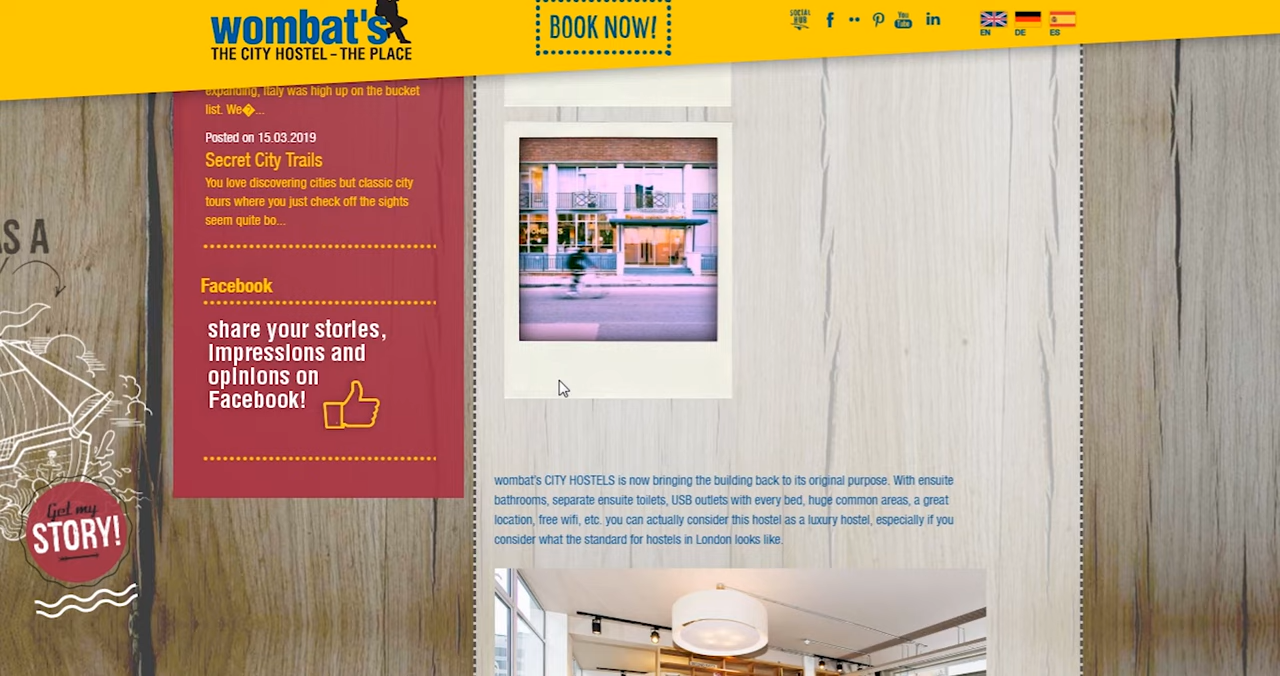 wombat's
THE CITY HOSTEL - THE PLACE
BOOK NOW!
SOCIAL
HUB
You
Tube
in
EN
DE
ES
expanding, Italy was high up on the bucket
list. We�...
Posted on 15.03.2019
Secret City Trails
You love discovering cities but classic city
tours where you just check off the sights
seem quite bo...
Facebook
share your stories,
impressions and
opinions on
Facebook!
AS A
Get my
STORY!
WOMBAT'S
wombat's CITY HOSTELS is now bringing the building back to its original purpose. With ensuite
bathrooms, separate ensuite toilets, USB outlets with every bed, huge common areas, a great
location, free wifi, etc. you can actually consider this hostel as a luxury hostel, especially if you
consider what the standard for hostels in London looks like.